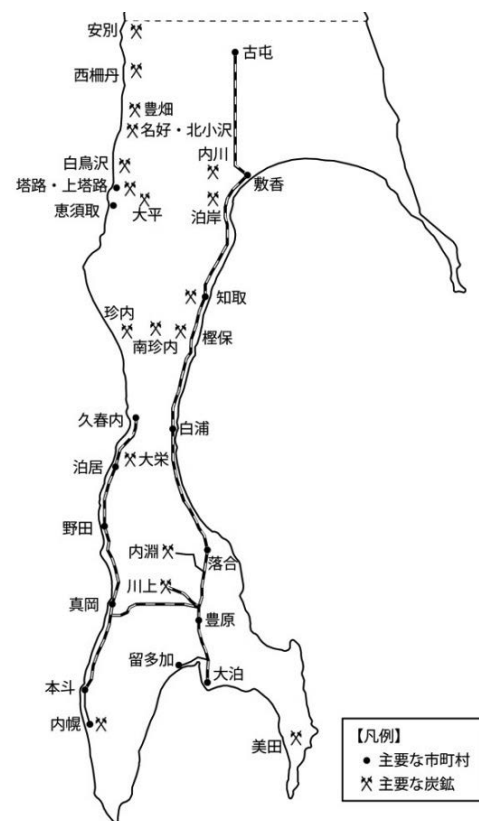 安別
西柵丹
古屯
豊畑
名好・北小沢
内川
白鳥沢
塔路・上塔路
敷香
恵須取
大平
泊岸
知取
珍内
南珍内
樫保
久春内
白浦
泊居
大栄
野田
内淵
落合
川上
真岡
豊原
留多加
大泊
本斗
内幌
美田
【凡例】
主要な市町村
主要な炭鉱